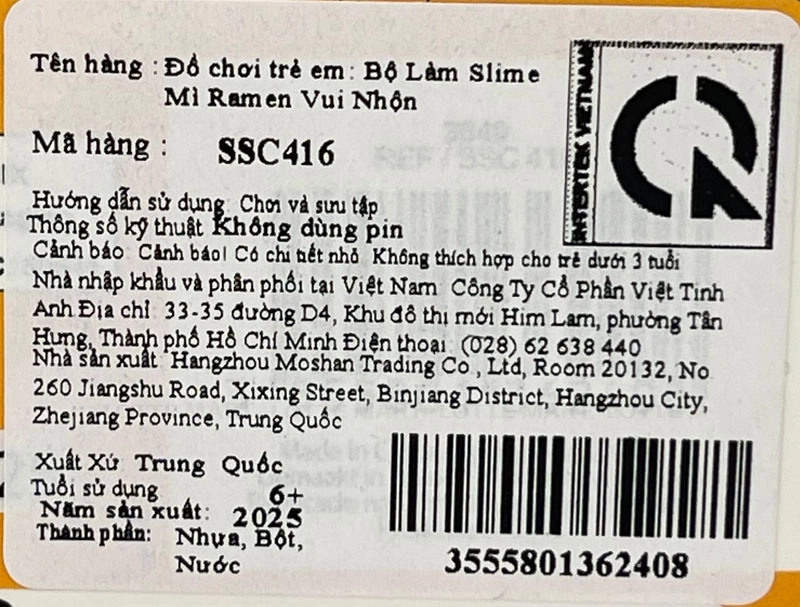 Tên hàng : Đồ chơi trẻ em: Bộ Làm Slime
Mì Ramen Vui Nhộn
Mã hàng : SSC416
INTERTEK VIETNAM
CR
Hướng dẫn sử dụng: Chơi và sưu tập
Thông số kỹ thuật Không dùng pin
Cảnh báo: Cảnh báo! Có chi tiết nhỏ. Không thích hợp cho trẻ dưới 3 tuổi
Nhà nhập khẩu và phân phối tại Việt Nam: Công Ty Cổ Phần Việt Tinh
Anh Địa chỉ: 33-35 đường D4, Khu đô thị mới Him Lam, phường Tân
Hưng, Thành phố Hồ Chí Minh Điện thoại: (028) 62 638 440
Nhà sản xuất: Hangzhou Moshan Trading Co., Ltd, Room 20132, No
260 Jiangshu Road, Xixing Street, Binjiang District, Hangzhou City,
Zhejiang Province, Trung Quốc
Xuất Xứ: Trung Quốc
Tuổi sử dụng 6+
Năm sản xuất: 2025
Thành phần: Nhựa, Bột,
Nước
3555801362408